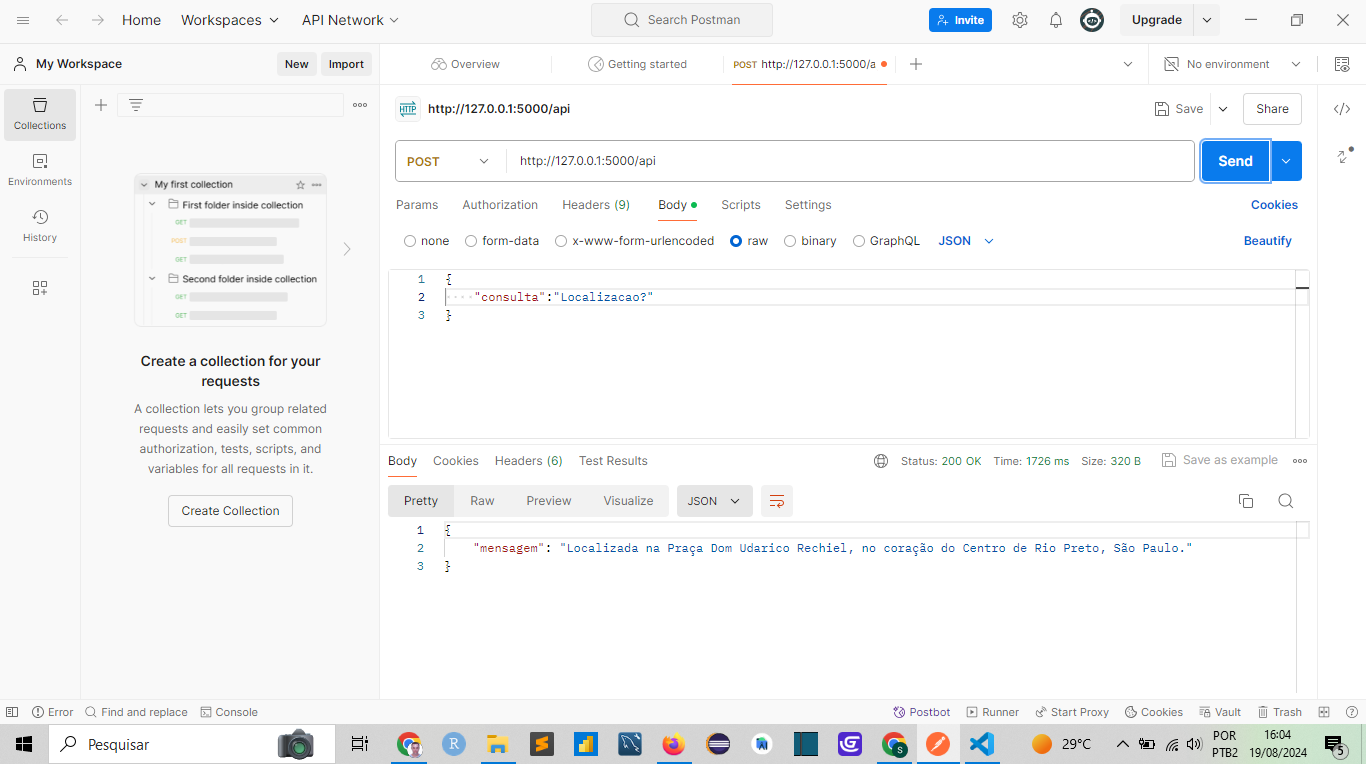 Home Workspaces API Network Search Postman Invite Upgrade
My Workspace New Import Overview Getting started POST http://127.0.0.1:5000/a No environment
Collections
Environments
History
My first collection
First folder inside collection
GET
POST
GET
Second folder inside collection
GET
GET
Create a collection for your
requests
A collection lets you group related
requests and easily set common
authorization, tests, scripts, and
variables for all requests in it.
Create Collection
HTTP http://127.0.0.1:5000/api Save Share
POST http://127.0.0.1:5000/api Send
Params Authorization Headers (9) Body Scripts Settings Cookies
none form-data x-www-form-urlencoded raw binary GraphQL JSON Beautify
1 {
2 "consulta":"Localizacao?"
3 }
Body Cookies Headers (6) Test Results Status: 200 OK Time: 1726 ms Size: 320 B Save as example
Pretty Raw Preview Visualize JSON
1 {
2 "mensagem": "Localizada na Praça Dom Udarico Rechiel, no coração do Centro de Rio Preto, São Paulo."
3 }
Error Find and replace Console Postbot Runner Start Proxy Cookies Vault Trash
Pesquisar 29°C POR 16:04
PTB2 19/08/2024 5